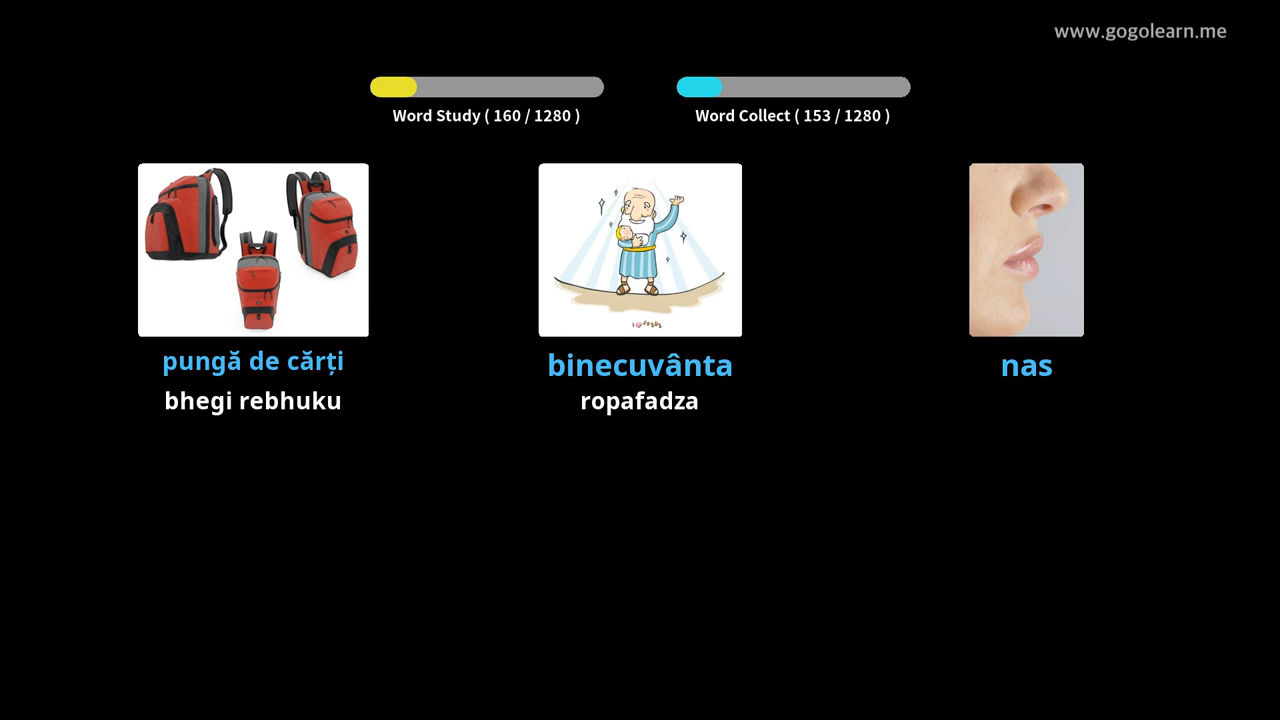 www.gogolearn.me
Word Study ( 160 / 1280 )
Word Collect ( 153 / 1280 )
I JESUS
pungă de cărți
binecuvânta
nas
bhegi rebhuku
ropafadza